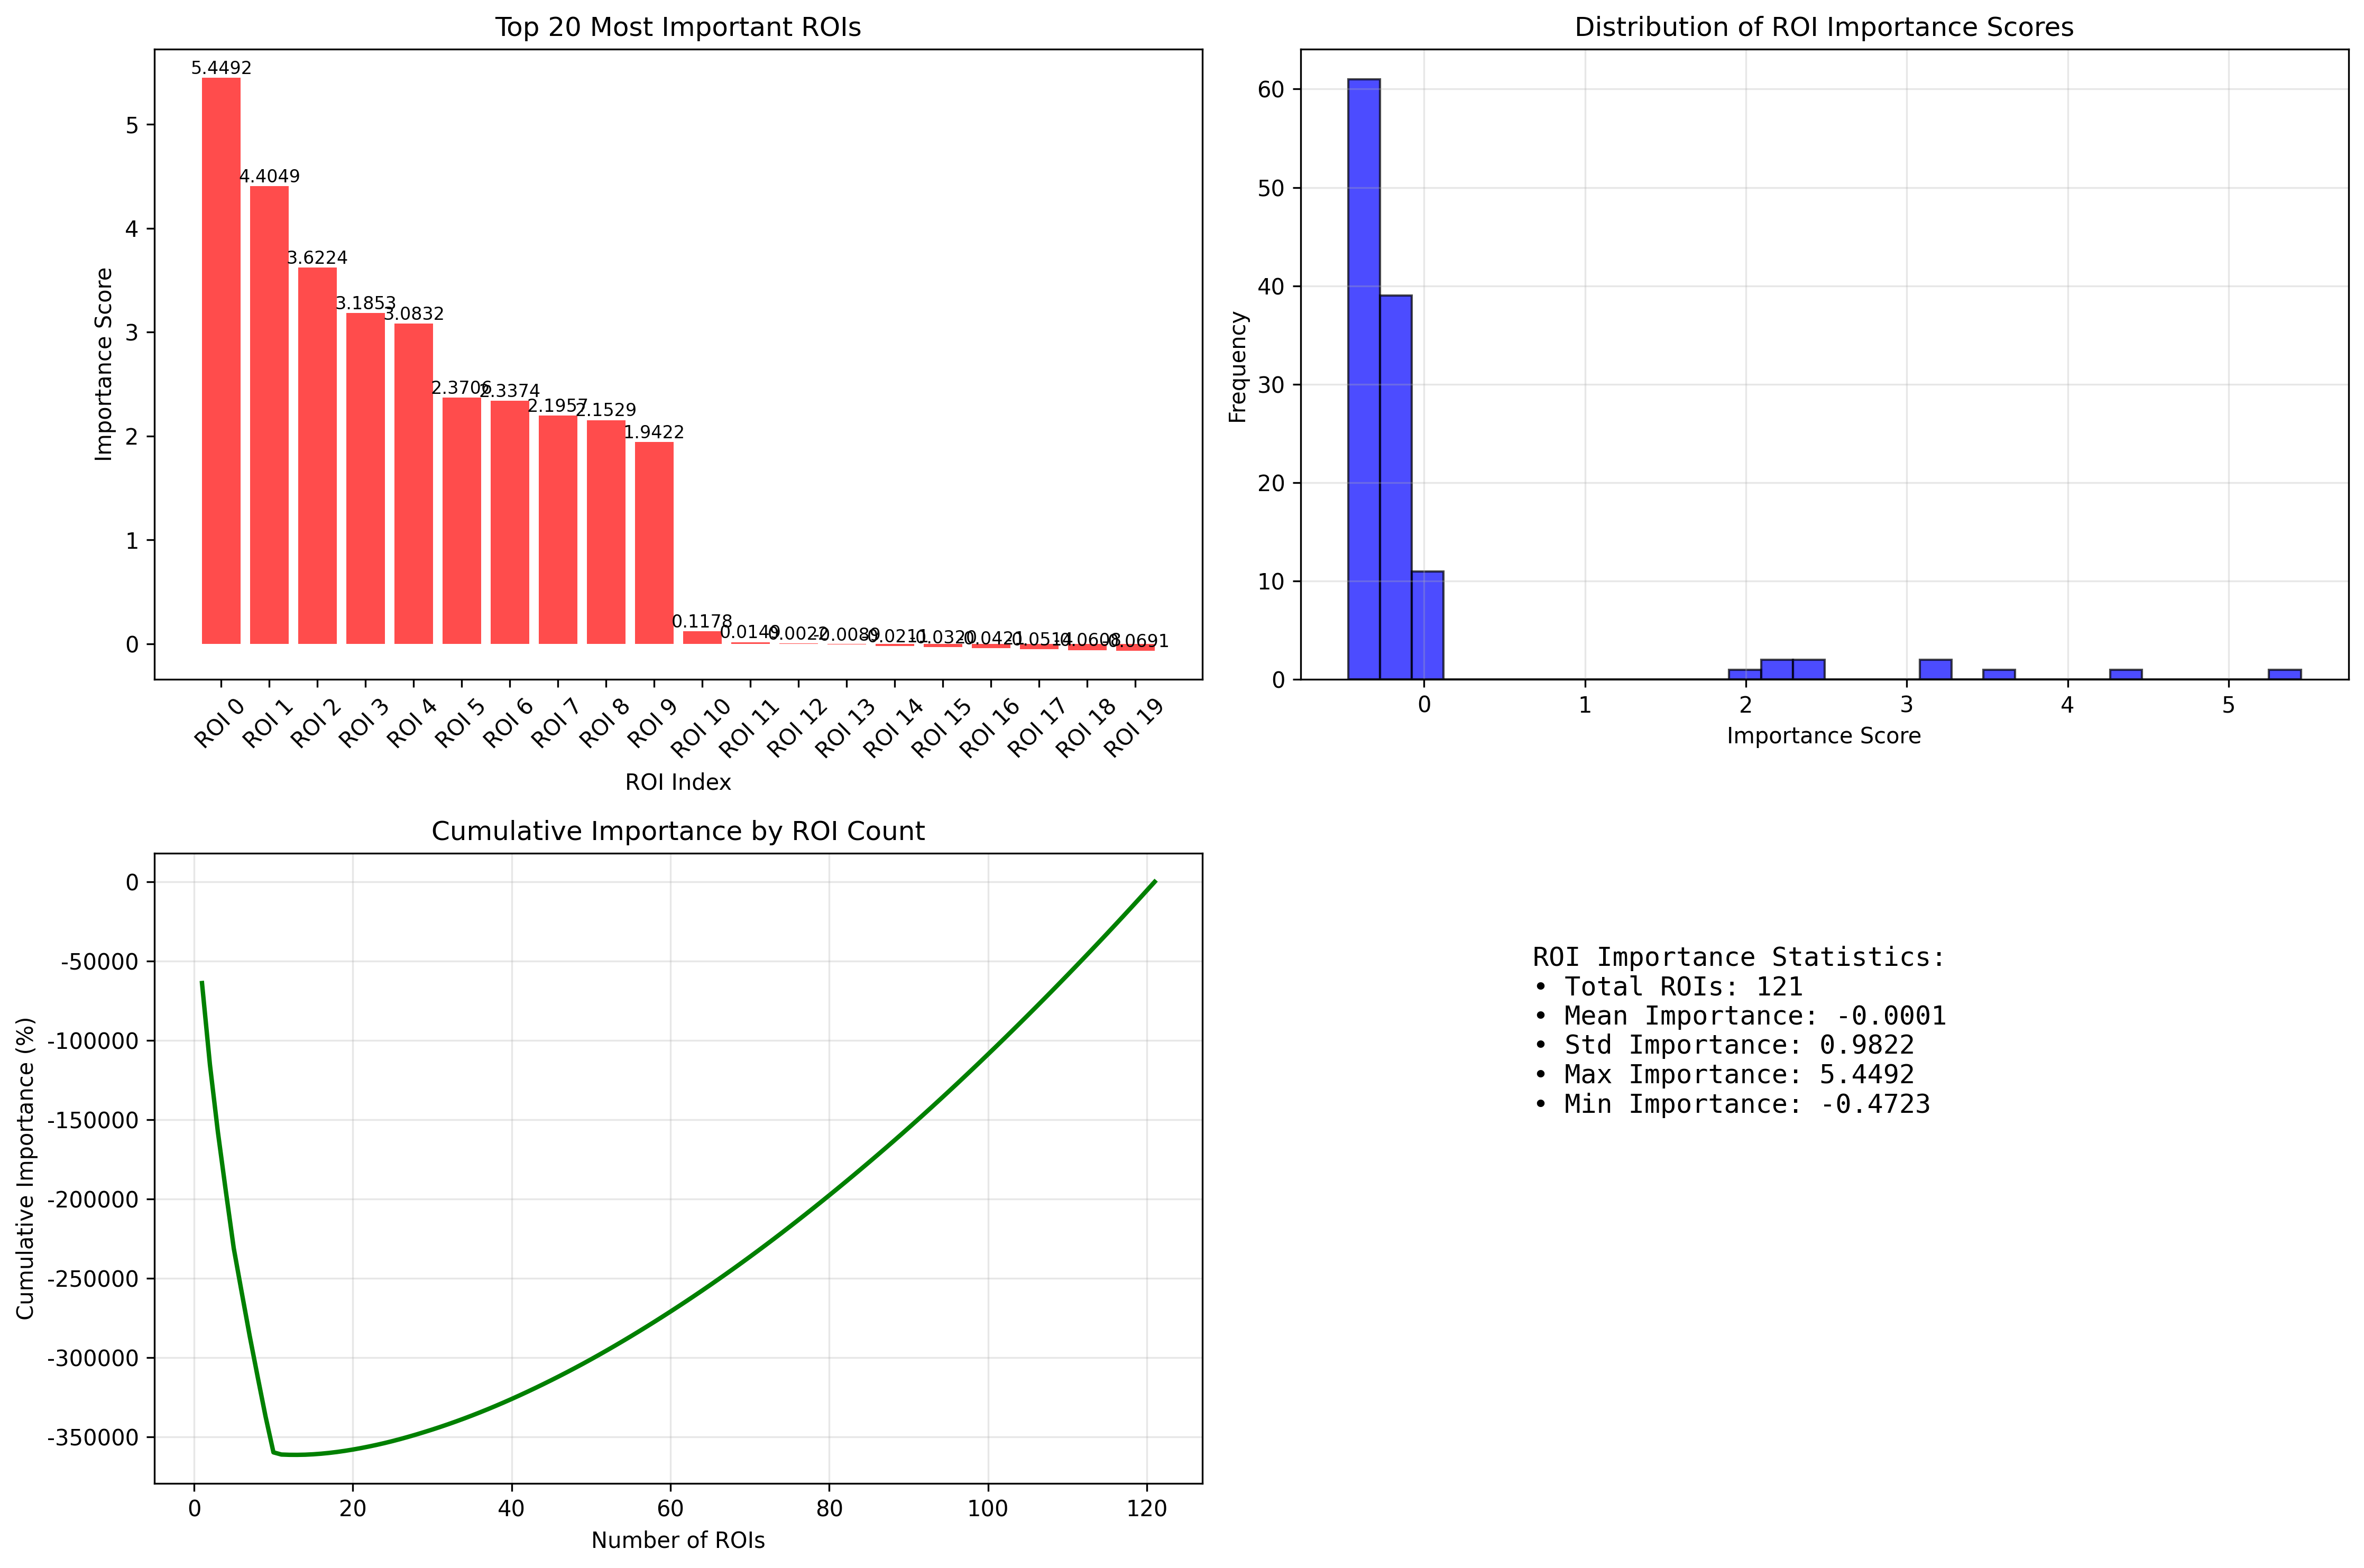 Top 20 Most Important ROIs
Importance Score
5
4
3
2
1
0
5.4492
4.4049
3.6224
3.1853
3.0832
2.3706
2.3374
2.1957
2.1529
1.9422
0.1178
0.0149
0.0022
-0.0089
-0.0211
-0.0320
-0.0421
-0.0514
-0.0608
-0.0691
ROI 0
ROI 1
ROI 2
ROI 3
ROI 4
ROI 5
ROI 6
ROI 7
ROI 8
ROI 9
ROI 10
ROI 11
ROI 12
ROI 13
ROI 14
ROI 15
ROI 16
ROI 17
ROI 18
ROI 19
ROI Index
Distribution of ROI Importance Scores
Frequency
60
50
40
30
20
10
0
0 1 2 3 4 5
Importance Score
Cumulative Importance by ROI Count
Cumulative Importance (%)
0
-50000
-100000
-150000
-200000
-250000
-300000
-350000
0 20 40 60 80 100 120
Number of ROIs
ROI Importance Statistics:
• Total ROIs: 121
• Mean Importance: -0.0001
• Std Importance: 0.9822
• Max Importance: 5.4492
• Min Importance: -0.4723